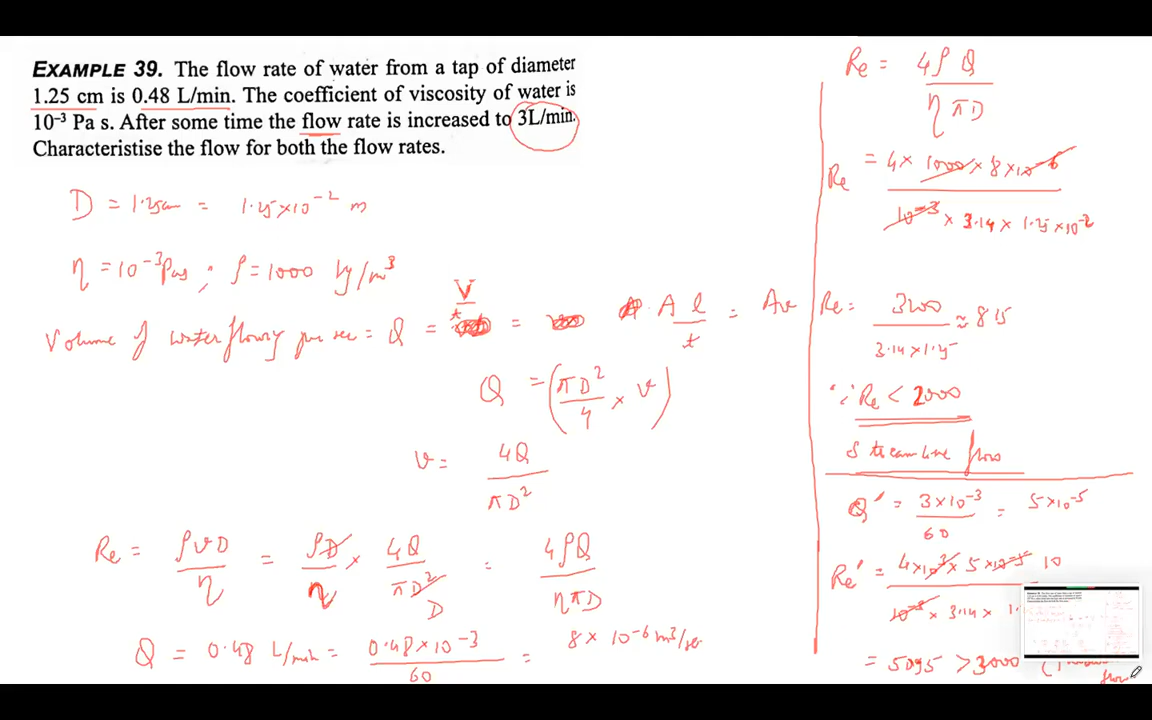 EXAMPLE 39. The flow rate of water from a tap of diameter
1.25 cm is 0.48 L/min. The coefficient of viscosity of water is
10⁻³ Pa s. After some time the flow rate is increased to 3L/min.
Characteristise the flow for both the flow rates.
D = 1.25cm = 1.25×10⁻² m
η = 10⁻³ Pas ; ρ = 1000 kg/m³
Volume of water flowing per sec = Q = V/t = A l/t = Av
Q = (πD²/4 × v)
v = 4Q/πD²
Re = ρvD/η = ρD/η × 4Q/πD² D = 4ρQ/ηπD
Q = 0.48 L/min = 0.48×10⁻³/60 = 8×10⁻⁶ m³/sec
Re = 4ρQ/ηπD
Re = 4×1000×8×10⁻⁶/10⁻³×3.14×1.25×10⁻²
Re = 3200/3.14×1.25 ≈ 815
∵ Re < 2000
Streamline flow
Q' = 3×10⁻³/60 = 5×10⁻⁵
Re' = 4×10³×5×10⁻⁵ 10/10⁻³×3.14×1.
= 5095 > 3000 (
flow